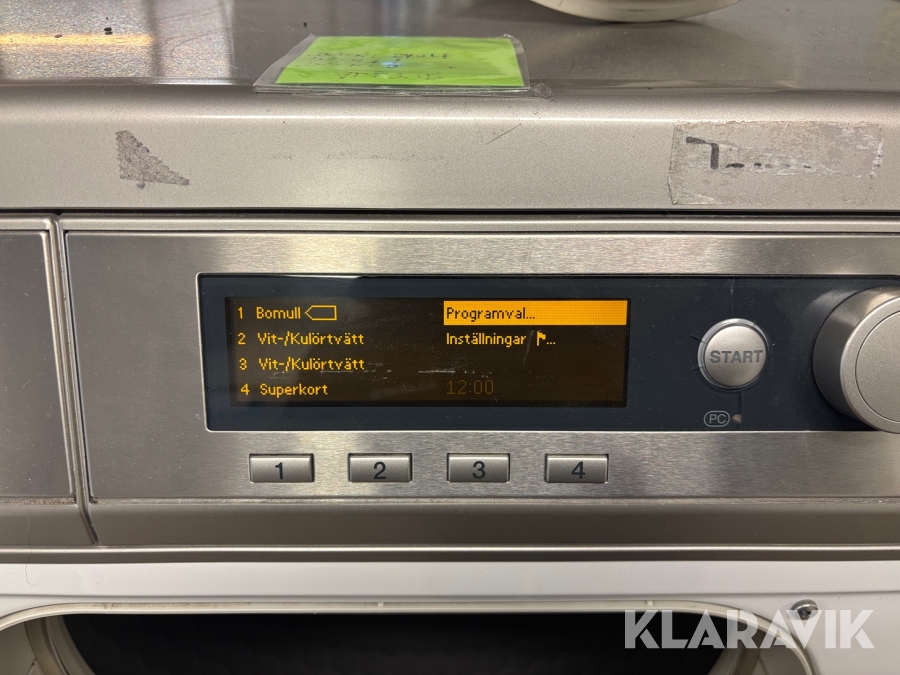 1 Bomull
Programval...
2 Vit-/Kulörtvätt
Inställningar ...
3 Vit-/Kulörtvätt
4 Superkort
12:00
START
PC
1 2 3 4
KLARAVIK